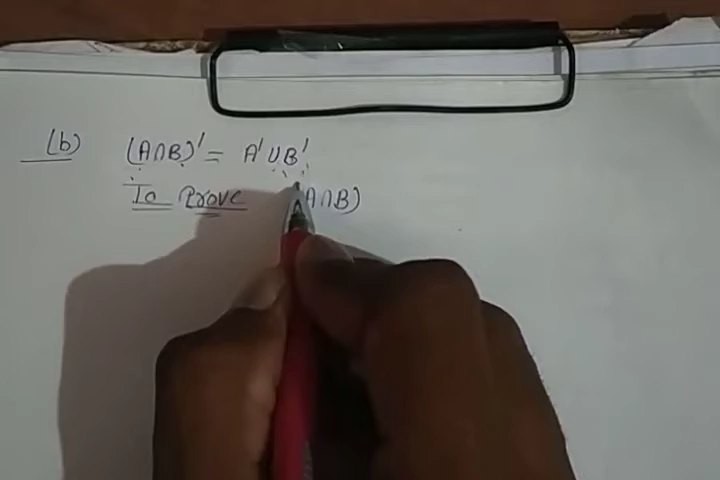 (b) (A∩B)' = A' ∪ B'
To Prove (A∩B)